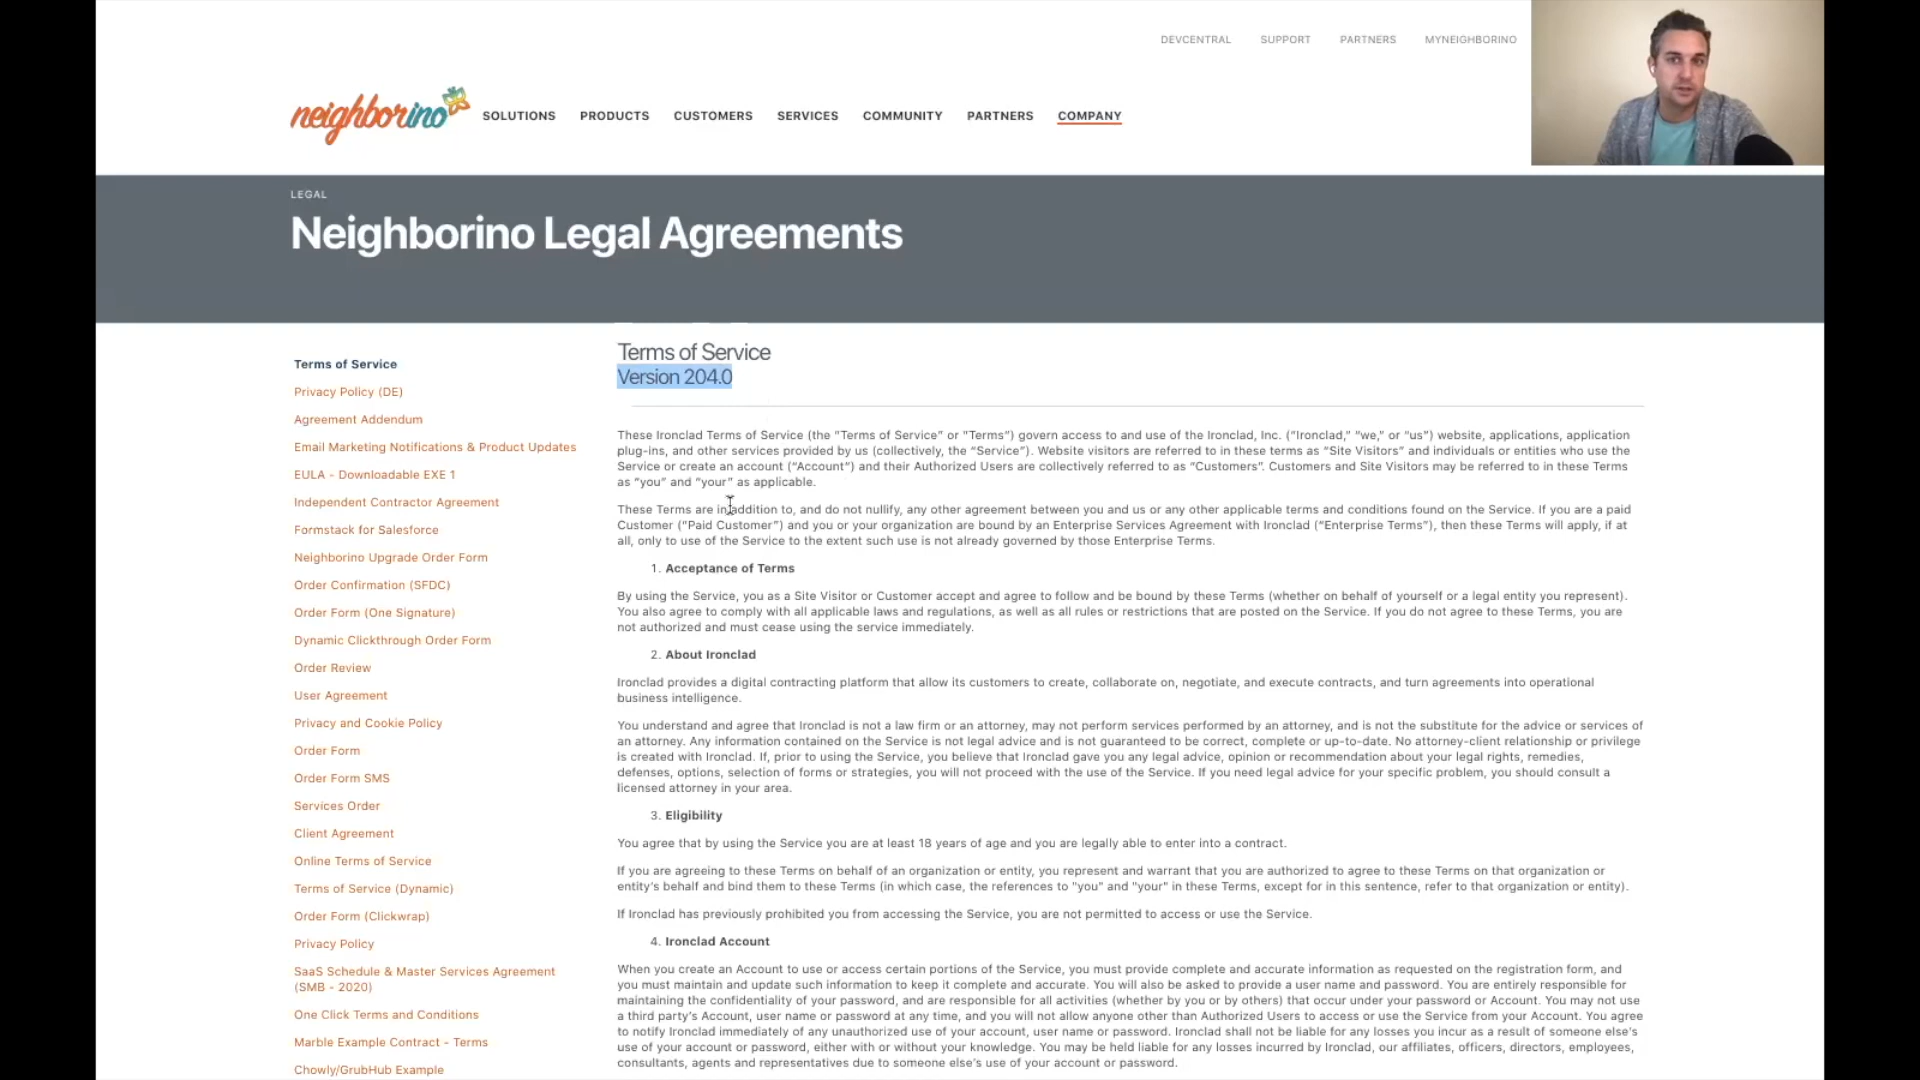 DEVCENTRAL SUPPORT PARTNERS MYNEIGHBORINO
neighborino SOLUTIONS PRODUCTS CUSTOMERS SERVICES COMMUNITY PARTNERS COMPANY
LEGAL
Neighborino Legal Agreements
Terms of Service
Privacy Policy (DE)
Agreement Addendum
Email Marketing Notifications & Product Updates
EULA - Downloadable EXE 1
Independent Contractor Agreement
Formstack for Salesforce
Neighborino Upgrade Order Form
Order Confirmation (SFDC)
Order Form (One Signature)
Dynamic Clickthrough Order Form
Order Review
User Agreement
Privacy and Cookie Policy
Order Form
Order Form SMS
Services Order
Client Agreement
Online Terms of Service
Terms of Service (Dynamic)
Order Form (Clickwrap)
Privacy Policy
SaaS Schedule & Master Services Agreement
(SMB - 2020)
One Click Terms and Conditions
Marble Example Contract - Terms
Chowly/GrubHub Example
Terms of Service
Version 204.0
These Ironclad Terms of Service (the "Terms of Service" or "Terms") govern access to and use of the Ironclad, Inc. ("Ironclad," "we," or "us") website, applications, application
plug-ins, and other services provided by us (collectively, the "Service"). Website visitors are referred to in these terms as "Site Visitors" and individuals or entities who use the
Service or create an account ("Account") and their Authorized Users are collectively referred to as "Customers". Customers and Site Visitors may be referred to in these Terms
as "you" and "your" as applicable.
These Terms are in addition to, and do not nullify, any other agreement between you and us or any other applicable terms and conditions found on the Service. If you are a paid
Customer ("Paid Customer") and you or your organization are bound by an Enterprise Services Agreement with Ironclad ("Enterprise Terms"), then these Terms will apply, if at
all, only to use of the Service to the extent such use is not already governed by those Enterprise Terms.
1. Acceptance of Terms
By using the Service, you as a Site Visitor or Customer accept and agree to follow and be bound by these Terms (whether on behalf of yourself or a legal entity you represent).
You also agree to comply with all applicable laws and regulations, as well as all rules or restrictions that are posted on the Service. If you do not agree to these Terms, you are
not authorized and must cease using the service immediately.
2. About Ironclad
Ironclad provides a digital contracting platform that allow its customers to create, collaborate on, negotiate, and execute contracts, and turn agreements into operational
business intelligence.
You understand and agree that Ironclad is not a law firm or an attorney, may not perform services performed by an attorney, and is not the substitute for the advice or services of
an attorney. Any information contained on the Service is not legal advice and is not guaranteed to be correct, complete or up-to-date. No attorney-client relationship or privilege
is created with Ironclad. If, prior to using the Service, you believe that Ironclad gave you any legal advice, opinion or recommendation about your legal rights, remedies,
defenses, options, selection of forms or strategies, you will not proceed with the use of the Service. If you need legal advice for your specific problem, you should consult a
licensed attorney in your area.
3. Eligibility
You agree that by using the Service you are at least 18 years of age and you are legally able to enter into a contract.
If you are agreeing to these Terms on behalf of an organization or entity, you represent and warrant that you are authorized to agree to these Terms on that organization or
entity's behalf and bind them to these Terms (in which case, the references to "you" and "your" in these Terms, except for in this sentence, refer to that organization or entity).
If Ironclad has previously prohibited you from accessing the Service, you are not permitted to access or use the Service.
4. Ironclad Account
When you create an Account to use or access certain portions of the Service, you must provide complete and accurate information as requested on the registration form, and
you must maintain and update such information to keep it complete and accurate. You will also be asked to provide a user name and password. You are entirely responsible for
maintaining the confidentiality of your password, and are responsible for all activities (whether by you or by others) that occur under your password or Account. You may not use
a third party's Account, user name or password at any time, and you will not allow anyone other than Authorized Users to access or use the Service from your Account. You agree
to notify Ironclad immediately of any unauthorized use of your account, user name or password. Ironclad shall not be liable for any losses you incur as a result of someone else's
use of your account or password, either with or without your knowledge. You may be held liable for any losses incurred by Ironclad, our affiliates, officers, directors, employees,
consultants, agents and representatives due to someone else's use of your account or password.